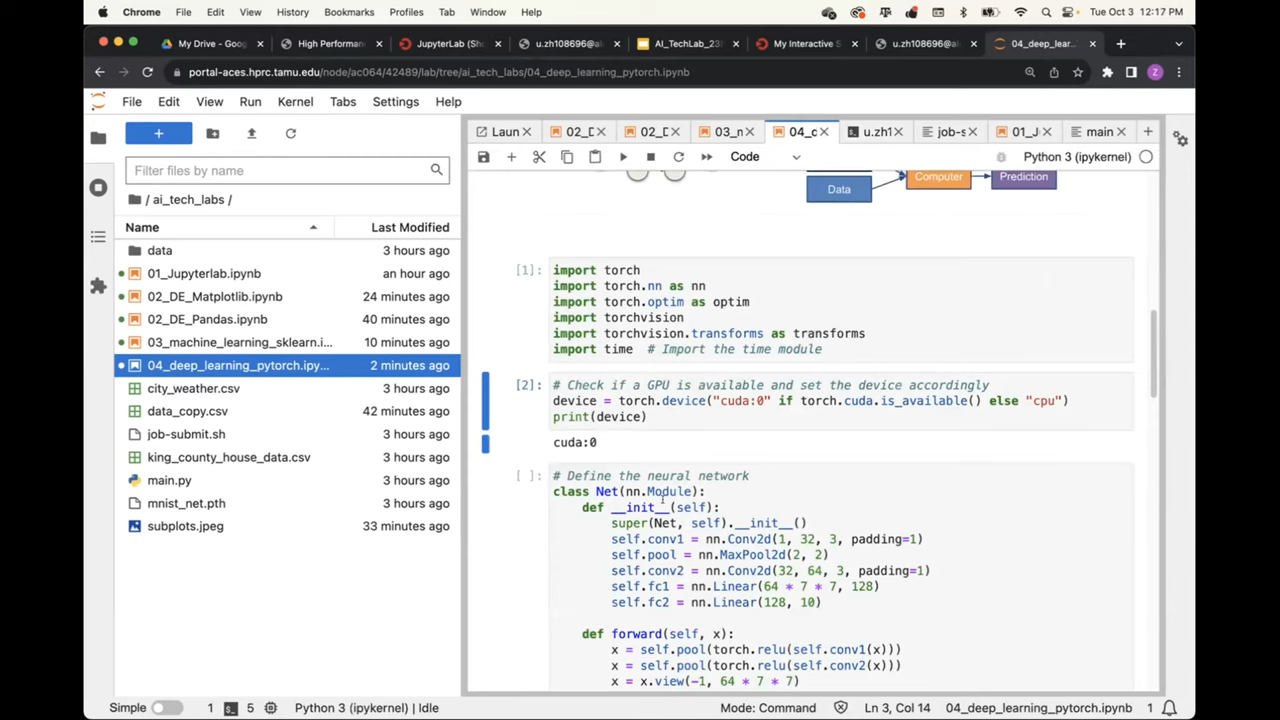 Chrome File Edit View History Bookmarks Profiles Tab Window Help Tue Oct 3 12:17 PM
My Drive - Goo High Performan JupyterLab (Sho u.zh108696@al AI_TechLab_23 My Interactive S u.zh108696@ac 04_deep_learni
portal-aces.hprc.tamu.edu/node/ac064/42489/lab/tree/ai_tech_labs/04_deep_learning_pytorch.ipynb Z
File Edit View Run Kernel Tabs Settings Help
Laun 02_D 02_D 03_n 04_d u.zh1 job-s 01_J main
Code Python 3 (ipykernel)
Filter files by name
/ ai_tech_labs /
Name Last Modified
data 3 hours ago
01_Jupyterlab.ipynb an hour ago
02_DE_Matplotlib.ipynb 24 minutes ago
02_DE_Pandas.ipynb 40 minutes ago
03_machine_learning_sklearn.i... 10 minutes ago
04_deep_learning_pytorch.ipy... 2 minutes ago
city_weather.csv 3 hours ago
data_copy.csv 42 minutes ago
job-submit.sh 3 hours ago
king_county_house_data.csv 3 hours ago
main.py 3 hours ago
mnist_net.pth 3 hours ago
subplots.jpeg 33 minutes ago
Data Computer Prediction
[1]: import torch
import torch.nn as nn
import torch.optim as optim
import torchvision
import torchvision.transforms as transforms
import time # Import the time module
[2]: # Check if a GPU is available and set the device accordingly
device = torch.device("cuda:0" if torch.cuda.is_available() else "cpu")
print(device)
cuda:0
[ ]: # Define the neural network
class Net(nn.Module):
def __init__(self):
super(Net, self).__init__()
self.conv1 = nn.Conv2d(1, 32, 3, padding=1)
self.pool = nn.MaxPool2d(2, 2)
self.conv2 = nn.Conv2d(32, 64, 3, padding=1)
self.fc1 = nn.Linear(64 * 7 * 7, 128)
self.fc2 = nn.Linear(128, 10)
def forward(self, x):
x = self.pool(torch.relu(self.conv1(x)))
x = self.pool(torch.relu(self.conv2(x)))
x = x.view(-1, 64 * 7 * 7)
Simple 1 5 Python 3 (ipykernel) | Idle Mode: Command Ln 3, Col 14 04_deep_learning_pytorch.ipynb 1